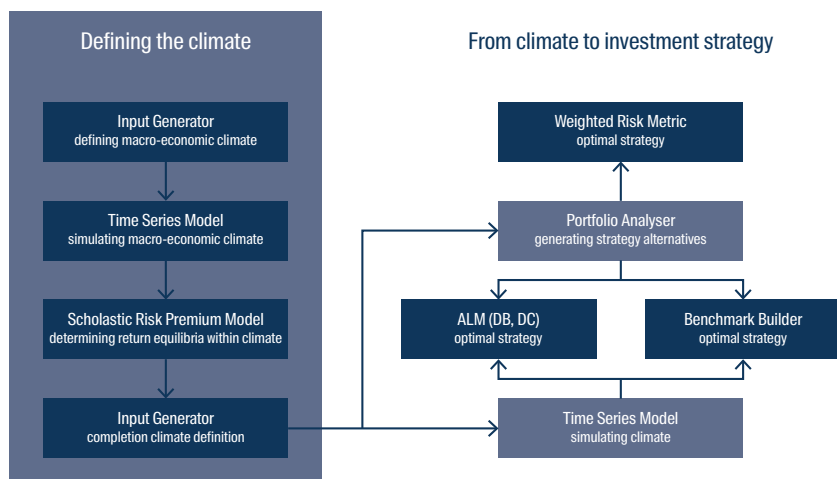 Defining the climate
Input Generator
defining macro-economic climate
Time Series Model
simulating macro-economic climate
Scholastic Risk Premium Model
determining return equilibria within climate
Input Generator
completion climate definition
From climate to investment strategy
Weighted Risk Metric
optimal strategy
Portfolio Analyser
generating strategy alternatives
ALM (DB, DC)
optimal strategy
Benchmark Builder
optimal strategy
Time Series Model
simulating climate